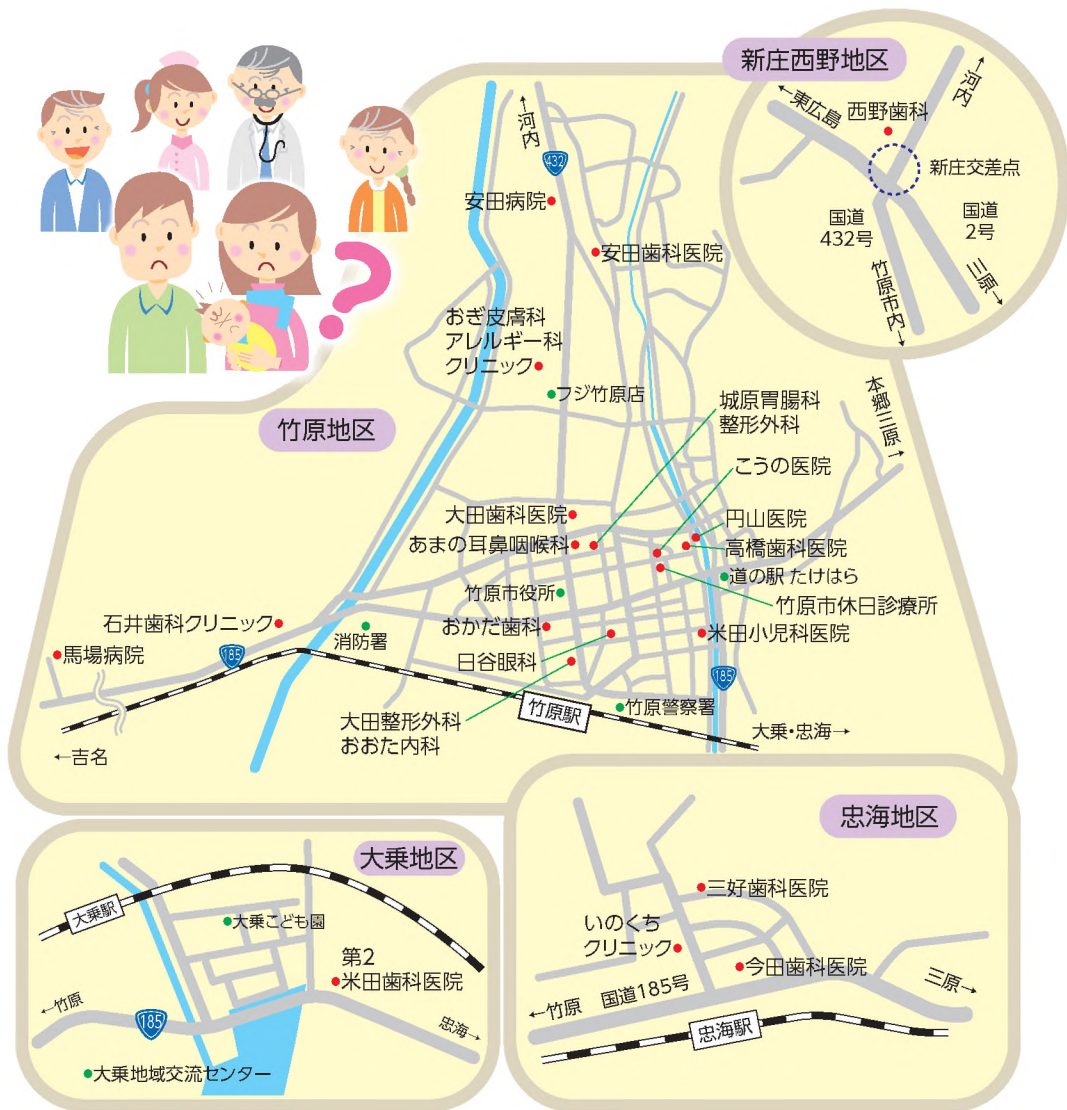 新庄西野地区
←河内
←東広島
西野歯科
新庄交差点
国道
432号
国道
2号
竹原市内→
三原→
竹原地区
←河内
432
安田病院
安田歯科医院
おぎ皮膚科
アレルギー科
クリニック
フジ竹原店
城原胃腸科
整形外科
本郷三原→
こうの医院
大田歯科医院
円山医院
あまの耳鼻咽喉科
高橋歯科医院
道の駅 たけはら
竹原市役所
竹原市休日診療所
石井歯科クリニック
消防署
おかだ歯科
米田小児科医院
馬場病院
185
日谷眼科
185
竹原駅
竹原警察署
大田整形外科
おおた内科
大乗・忠海→
←吉名
大乗地区
大乗駅
大乗こども園
第2
米田歯科医院
←竹原
185
忠海→
大乗地域交流センター
忠海地区
三好歯科医院
いのくち
クリニック
今田歯科医院
←竹原
国道185号
三原→
忠海駅